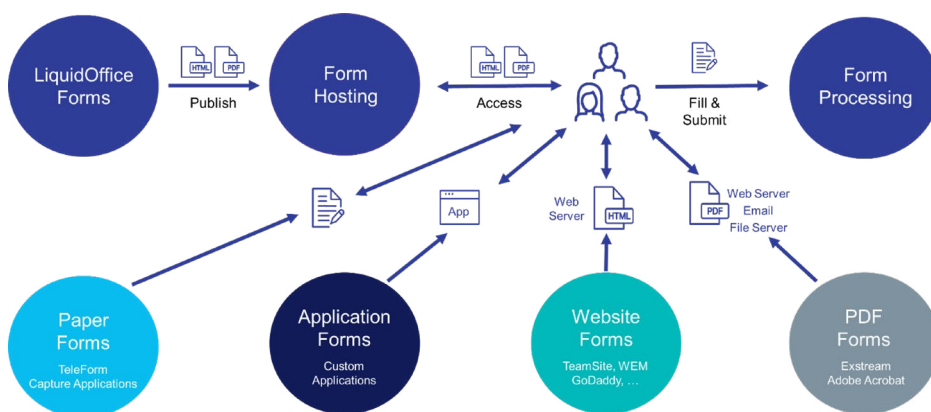 LiquidOffice
Forms
HTML
PDF
Publish
Form
Hosting
HTML
PDF
Access
Fill &
Submit
Form
Processing
App
Web
Server
HTML
PDF
Web Server
Email
File Server
Paper
Forms
TeleForm
Capture Applications
Application
Forms
Custom
Applications
Website
Forms
TeamSite, WEM
GoDaddy, ...
PDF
Forms
Exstream
Adobe Acrobat